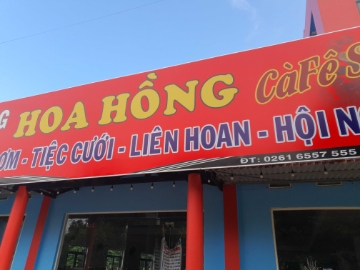 HOA HỒNG CàFê
TIỆC CƯỚI - LIÊN HOAN - HỘI
ĐT: 0261 6557 555